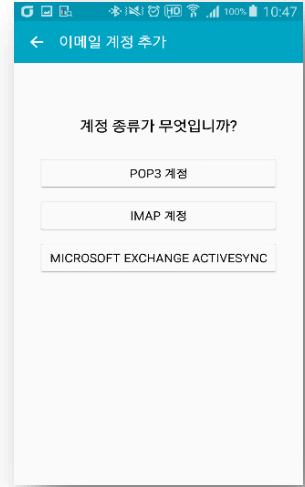 HD 100% 10:47
이메일 계정 추가
계정 종류가 무엇입니까?
POP3 계정
IMAP 계정
MICROSOFT EXCHANGE ACTIVESYNC